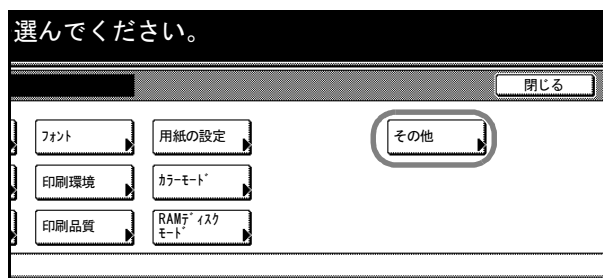 選んでください。
閉じる
フォント 用紙の設定 その他
印刷環境 カラーモード
印刷品質 RAMディスク
モード